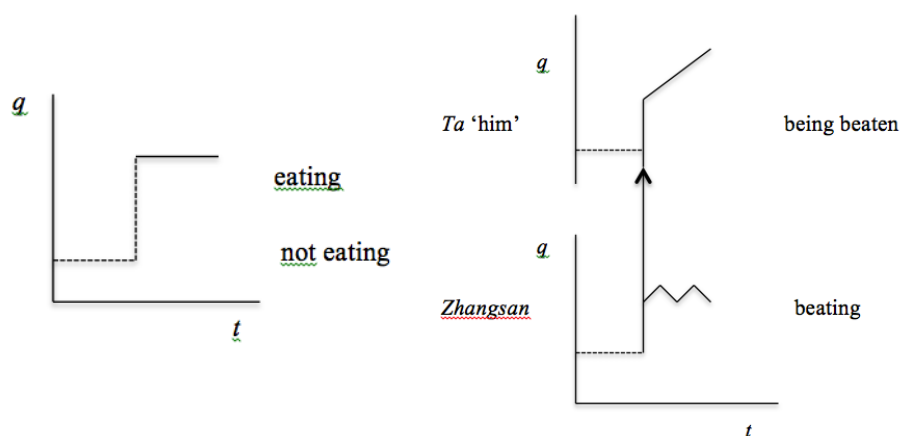 q
eating
not eating
t
q
Ta ‘him’
being beaten
q
Zhangsan
beating
t